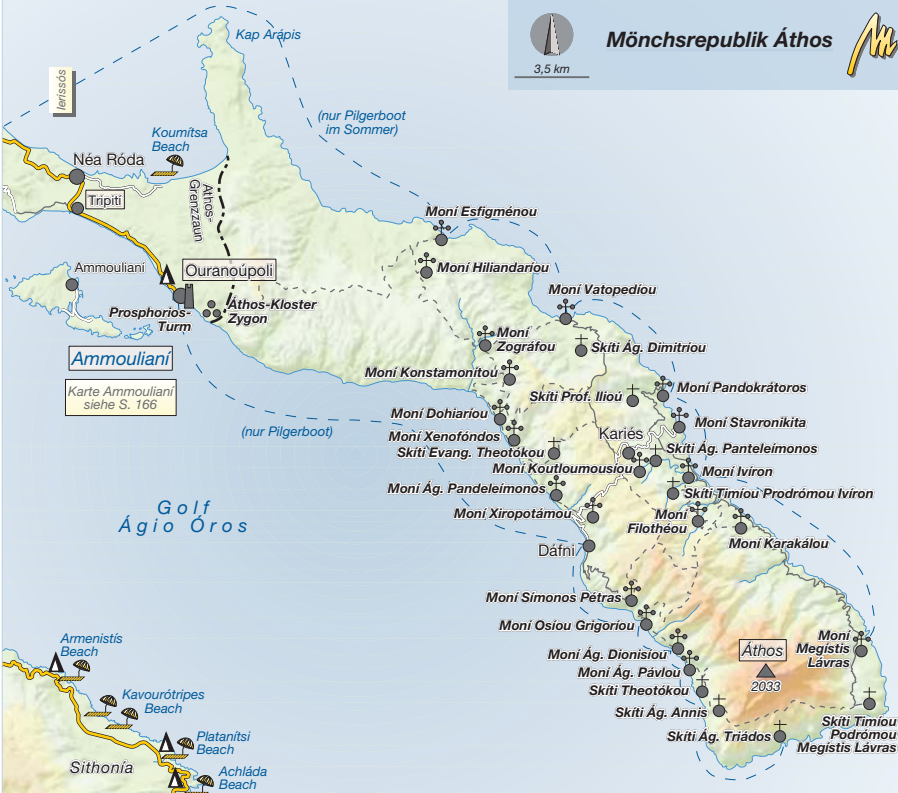 Mönchsrepublik Áthos
3,5 km
Kap Arápis
Ierissós
(nur Pilgerboot
im Sommer)
Koumítsa
Beach
Néa Róda
Tripiti
Áthos-
Grenzzaun
Moní Esfigménou
Moní Hiliandaríou
Ammoulianí
Ouranoúpoli
Prosphorios-
Turm
Áthos-Kloster
Zygon
Moní Vatopedíou
Ammoulianí
Karte Ammoulianí
siehe S. 166
Moní
Zográfou
Skíti Ág. Dimitríou
Moní Konstamonítou
Skíti Prof. Ilioú
Moní Pandokrátoros
Moní Dohiaríou
Moní Stavronikita
(nur Pilgerboot)
Moní Xenofóndos
Kariés
Skíti Evang. Theotókou
Skíti Ág. Panteleímonos
Moní Koutloumousíou
Moní Ivíron
Moní Ág. Pandeleímonos
Skíti Timíou Prodrómou Ivíron
Golf
Ágio Óros
Moní Xiropotámou
Moní
Filothéou
Moní Karakálou
Dáfni
Moní Símonos Pétras
Moní Osíou Grigoríou
Moní Ág. Dionisíou
Moní Ág. Pávlou
Skíti Theotókou
Skíti Ág. Annis
Skíti Ág. Triádos
Áthos
2033
Moní
Megístis
Lávras
Skíti Timíou
Podrómou
Megístis Lávras
Armenistís
Beach
Kavourótripes
Beach
Platanítsi
Beach
Sithonía
Achláda
Beach